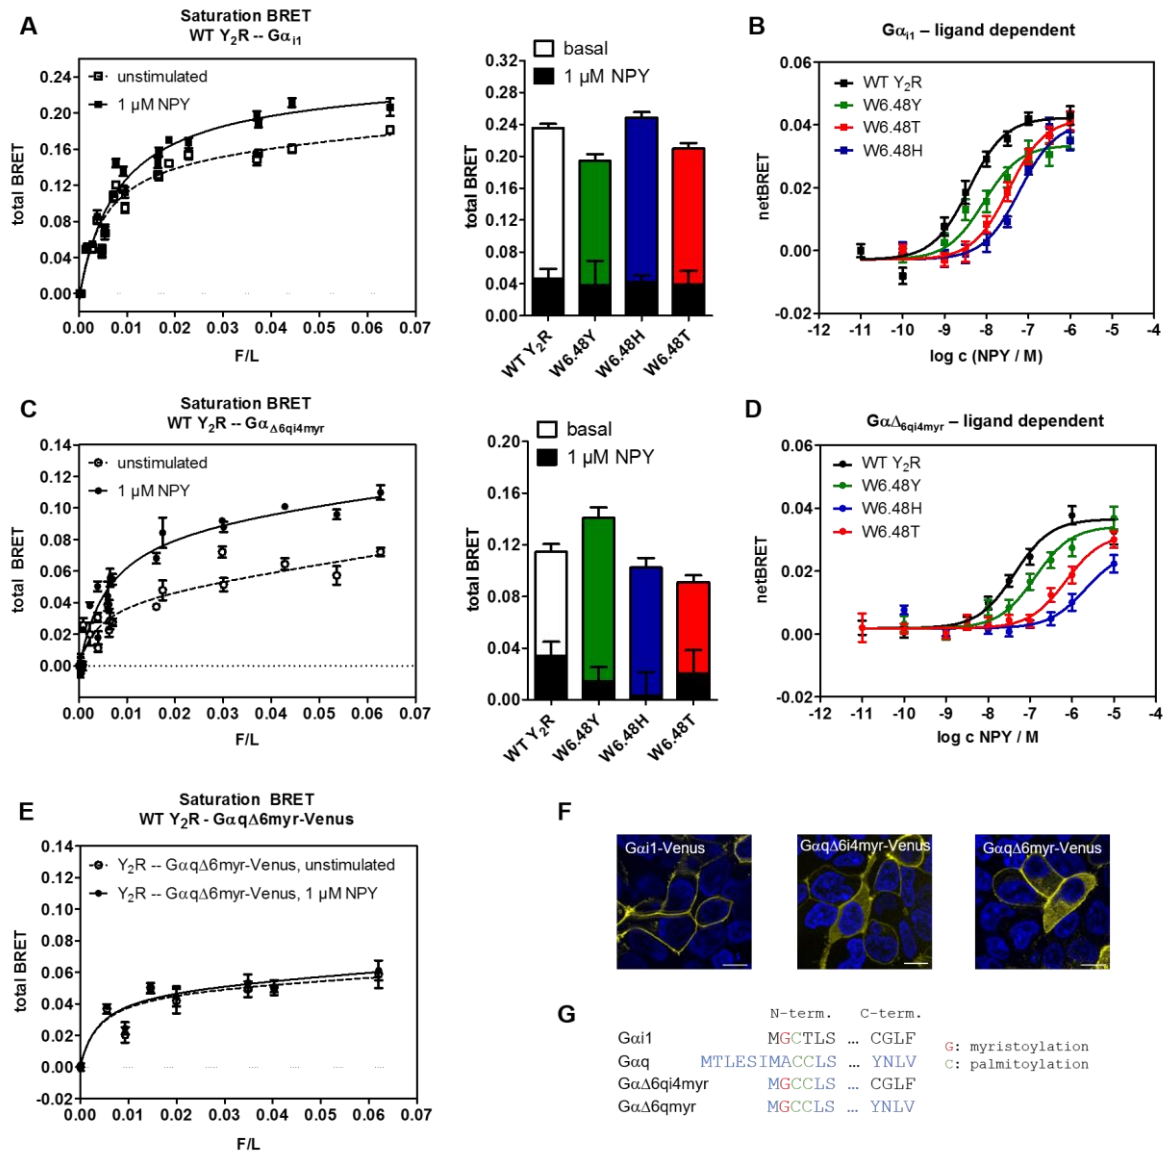 A
Saturation BRET
WT Y₂R -- Gαi1
unstimulated
1 µM NPY
total BRET
0.24
0.20
0.16
0.12
0.08
0.04
0.00
0.00 0.01 0.02 0.03 0.04 0.05 0.06 0.07
F/L
basal
1 µM NPY
total BRET
0.32
0.28
0.24
0.20
0.16
0.12
0.08
0.04
0.00
WT Y₂R W6.48Y W6.48H W6.48T
B
Gαi1 – ligand dependent
WT Y₂R
W6.48Y
W6.48T
W6.48H
netBRET
0.06
0.04
0.02
0.00
-0.02
-12 -11 -10 -9 -8 -7 -6 -5 -4
log c (NPY / M)
C
Saturation BRET
WT Y₂R -- GαΔ6qi4myr
unstimulated
1 µM NPY
total BRET
0.14
0.12
0.10
0.08
0.06
0.04
0.02
0.00
-0.02
0.00 0.01 0.02 0.03 0.04 0.05 0.06 0.07
F/L
basal
1 µM NPY
total BRET
0.20
0.16
0.12
0.08
0.04
0.00
WT Y₂R W6.48Y W6.48H W6.48T
D
GαΔ6qi4myr – ligand dependent
WT Y₂R
W6.48Y
W6.48H
W6.48T
netBRET
0.06
0.04
0.02
0.00
-0.02
-12 -11 -10 -9 -8 -7 -6 -5 -4
log c NPY / M
E
Saturation BRET
WT Y₂R - GαqΔ6myr-Venus
Y₂R -- GαqΔ6myr-Venus, unstimulated
Y₂R -- GαqΔ6myr-Venus, 1 µM NPY
total BRET
0.14
0.12
0.10
0.08
0.06
0.04
0.02
0.00
-0.02
0.00 0.01 0.02 0.03 0.04 0.05 0.06 0.07
F/L
F
Gαi1-Venus
GαqΔ6i4myr-Venus
GαqΔ6myr-Venus
G
N-term. C-term.
Gαi1 MGCTLS … CGLF
Gαq MTLESIMACCLS … YNLV
GαΔ6qi4myr MGCCLS … CGLF
GαΔ6qmyr MGCCLS … YNLV
G: myristoylation
C: palmitoylation